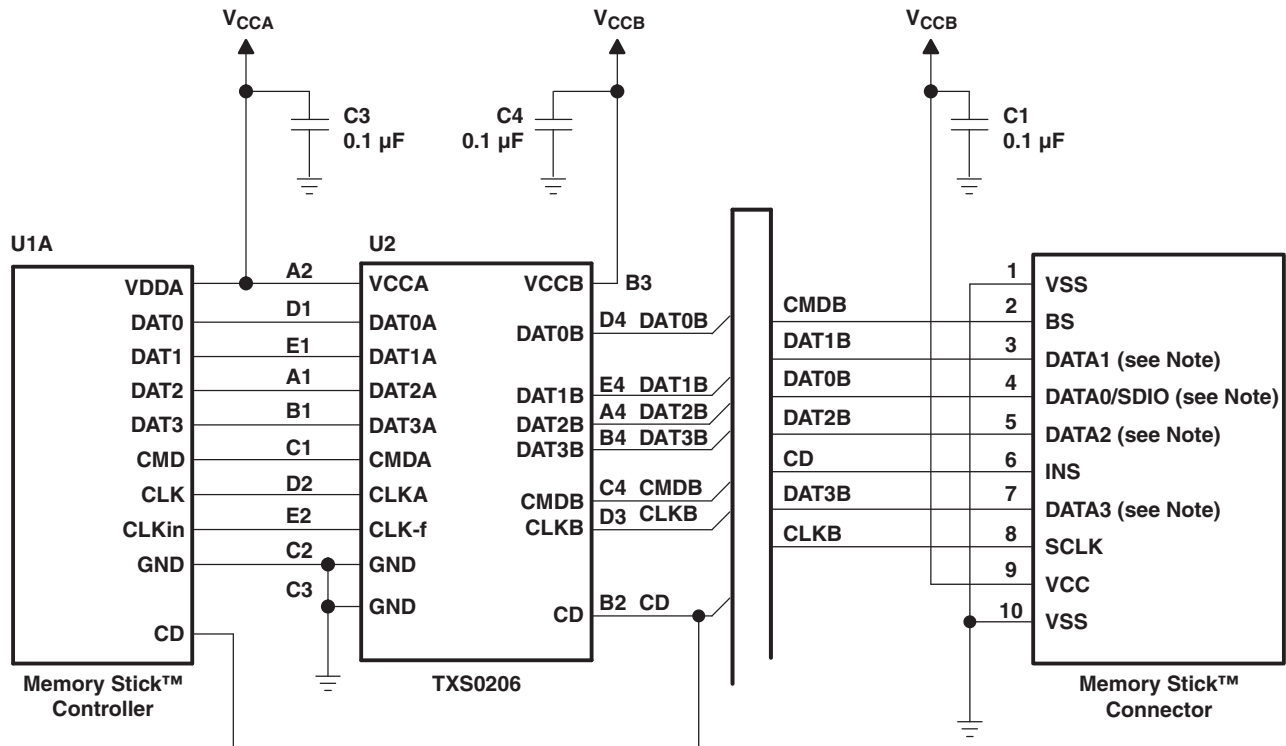 VCCA
VCCB
VCCB
C3
0.1 µF
C4
0.1 µF
C1
0.1 µF
U1A
U2
VDDA
DAT0
DAT1
DAT2
DAT3
CMD
CLK
CLKin
GND
CD
Memory Stick™
Controller
A2
D1
E1
A1
B1
C1
D2
E2
C2
C3
VCCA
DAT0A
DAT1A
DAT2A
DAT3A
CMDA
CLKA
CLK-f
GND
GND
VCCB
DAT0B
DAT1B
DAT2B
DAT3B
CMDB
CLKB
CD
TXS0206
B3
D4 DAT0B
E4 DAT1B
A4 DAT2B
B4 DAT3B
C4 CMDB
D3 CLKB
B2 CD
CMDB
DAT1B
DAT0B
DAT2B
CD
DAT3B
CLKB
1
2
3
4
5
6
7
8
9
10
VSS
BS
DATA1 (see Note)
DATA0/SDIO (see Note)
DATA2 (see Note)
INS
DATA3 (see Note)
SCLK
VCC
VSS
Memory Stick™
Connector